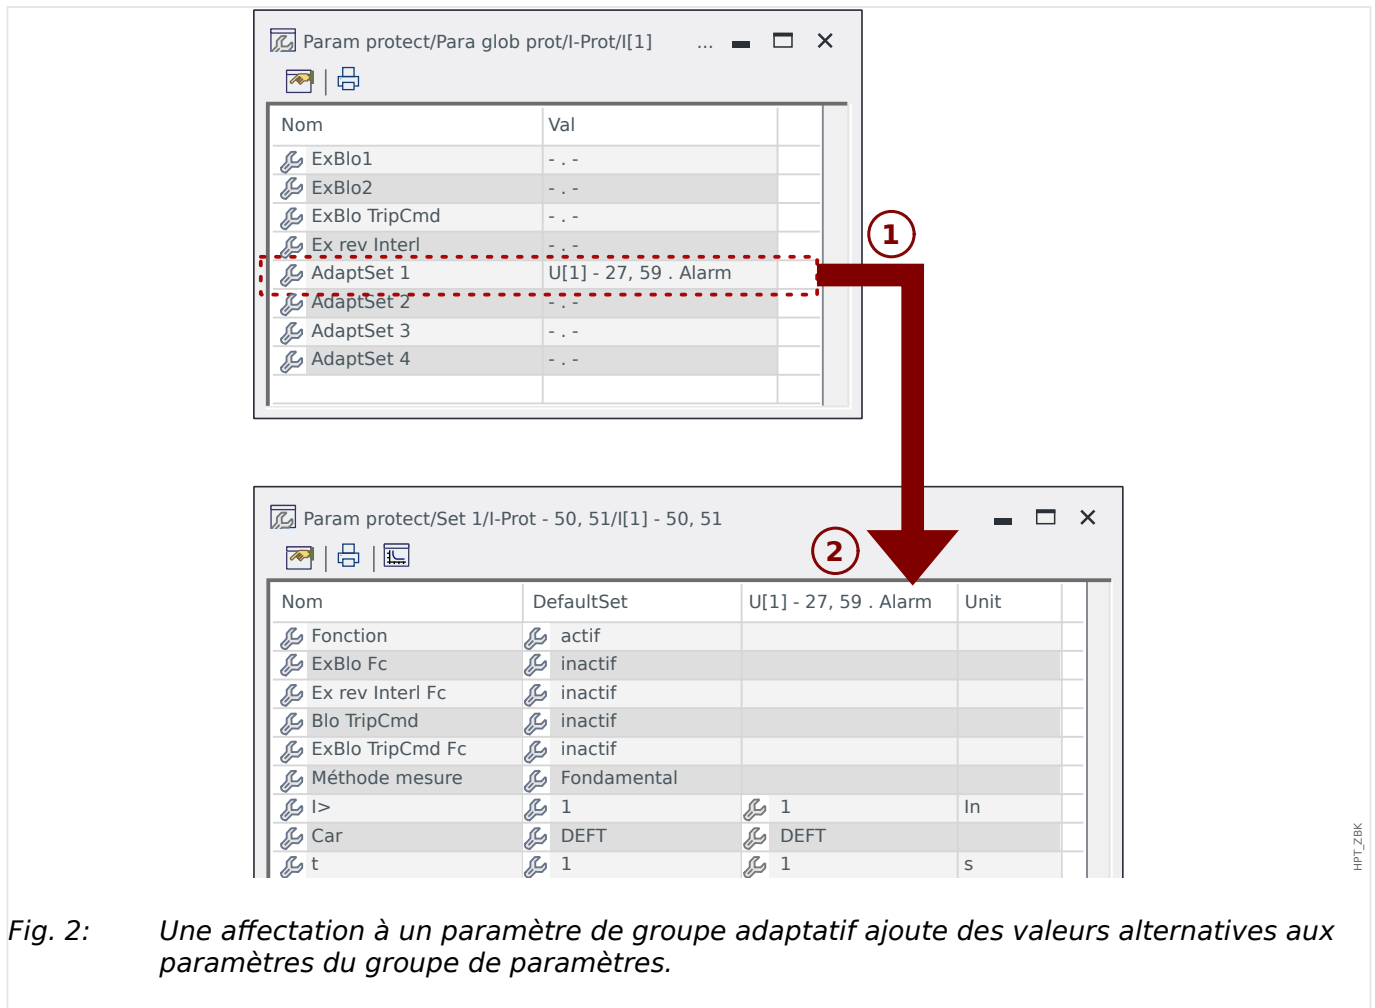 Param protect/Para glob prot/I-Prot/I[1] ...
Nom Val
ExBlo1 - . -
ExBlo2 - . -
ExBlo TripCmd - . -
Ex rev Interl - . -
AdaptSet 1 U[1] - 27, 59 . Alarm
AdaptSet 2 - . -
AdaptSet 3 - . -
AdaptSet 4 - . -
1
Param protect/Set 1/I-Prot - 50, 51/I[1] - 50, 51
2
Nom DefaultSet U[1] - 27, 59 . Alarm Unit
Fonction actif
ExBlo Fc inactif
Ex rev Interl Fc inactif
Blo TripCmd inactif
ExBlo TripCmd Fc inactif
Méthode mesure Fondamental
I> 1 1 In
Car DEFT DEFT
t 1 1 s
HPT_ZBK
Fig. 2: Une affectation à un paramètre de groupe adaptatif ajoute des valeurs alternatives aux
paramètres du groupe de paramètres.